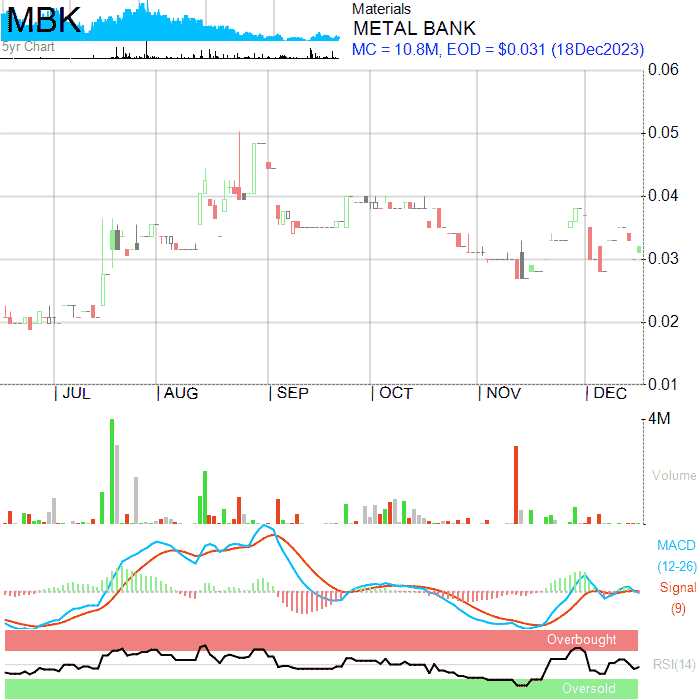 MBK
5yr Chart
Materials
METAL BANK
MC = 10.8M, EOD = $0.031 (18Dec2023)
0.06
0.05
0.04
0.03
0.02
0.01
JUL AUG SEP OCT NOV DEC
4M
Volume
MACD
(12-26)
Signal
(9)
Overbought
RSI(14)
Oversold